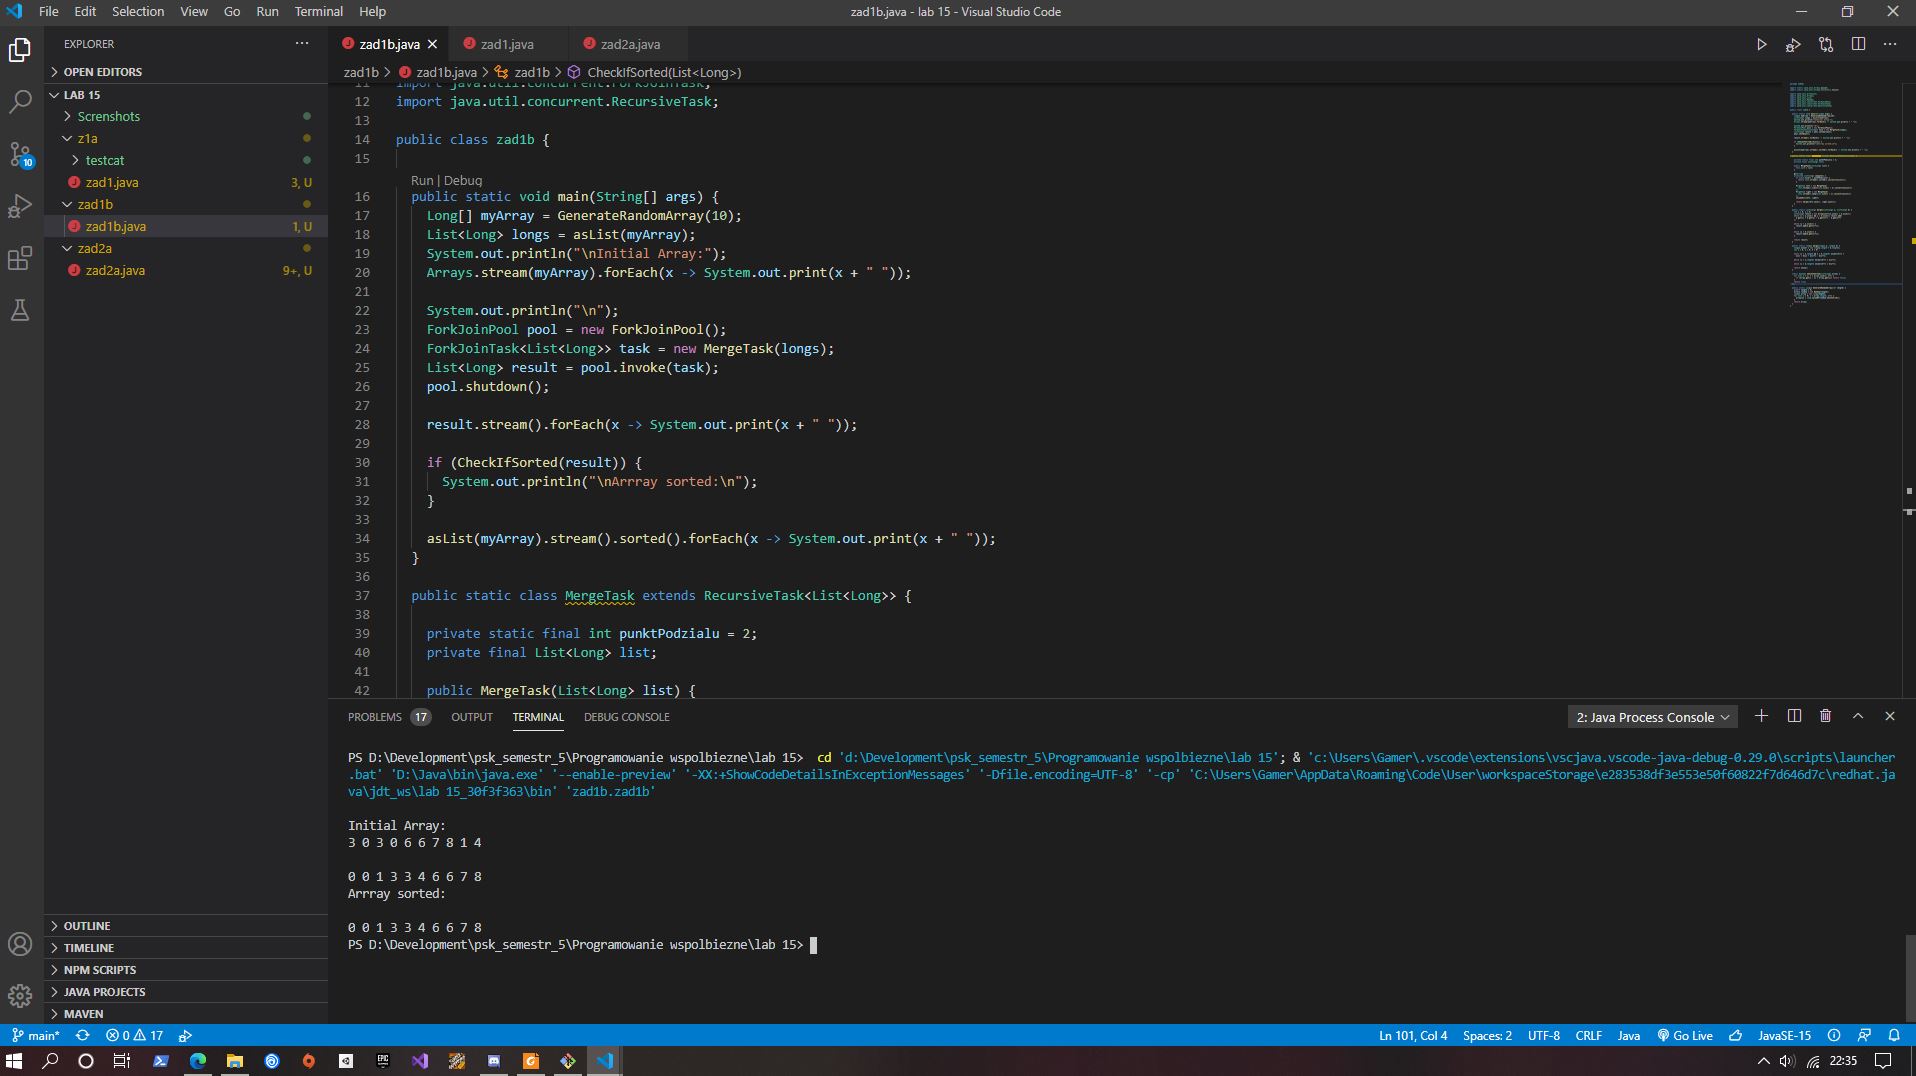 File Edit Selection View Go Run Terminal Help
zad1b.java - lab 15 - Visual Studio Code
EXPLORER
OPEN EDITORS
LAB 15
Screnshots
z1a
testcat
zad1.java 3, U
zad1b
zad1b.java 1, U
zad2a
zad2a.java 9+, U
10
OUTLINE
TIMELINE
NPM SCRIPTS
JAVA PROJECTS
MAVEN
zad1b.java zad1.java zad2a.java
zad1b > zad1b.java > zad1b > CheckIfSorted(List<Long>)
11 import java.util.concurrent.ForkJoinTask;
12 import java.util.concurrent.RecursiveTask;
13
14 public class zad1b {
15
Run | Debug
16 public static void main(String[] args) {
17 Long[] myArray = GenerateRandomArray(10);
18 List<Long> longs = asList(myArray);
19 System.out.println("\nInitial Array:");
20 Arrays.stream(myArray).forEach(x -> System.out.print(x + " "));
21
22 System.out.println("\n");
23 ForkJoinPool pool = new ForkJoinPool();
24 ForkJoinTask<List<Long>> task = new MergeTask(longs);
25 List<Long> result = pool.invoke(task);
26 pool.shutdown();
27
28 result.stream().forEach(x -> System.out.print(x + " "));
29
30 if (CheckIfSorted(result)) {
31 System.out.println("\nArrray sorted:\n");
32 }
33
34 asList(myArray).stream().sorted().forEach(x -> System.out.print(x + " "));
35 }
36
37 public static class MergeTask extends RecursiveTask<List<Long>> {
38
39 private static final int punktPodzialu = 2;
40 private final List<Long> list;
41
42 public MergeTask(List<Long> list) {
PROBLEMS 17 OUTPUT TERMINAL DEBUG CONSOLE
2: Java Process Console
PS D:\Development\psk_semestr_5\Programowanie wspolbiezne\lab 15> cd 'd:\Development\psk_semestr_5\Programowanie wspolbiezne\lab 15'; & 'c:\Users\Gamer\.vscode\extensions\vscjava.vscode-java-debug-0.29.0\scripts\launcher
.bat' 'D:\Java\bin\java.exe' '--enable-preview' '-XX:+ShowCodeDetailsInExceptionMessages' '-Dfile.encoding=UTF-8' '-cp' 'C:\Users\Gamer\AppData\Roaming\Code\User\workspaceStorage\e283538df3e553e50f60822f7d646d7c\redhat.ja
va\jdt_ws\lab 15_30f3f363\bin' 'zad1b.zad1b'
Initial Array:
3 0 3 0 6 6 7 8 1 4
0 0 1 3 3 4 6 6 7 8
Arrray sorted:
0 0 1 3 3 4 6 6 7 8
PS D:\Development\psk_semestr_5\Programowanie wspolbiezne\lab 15>
main* 0 17
Ln 101, Col 4 Spaces: 2 UTF-8 CRLF Java Go Live JavaSE-15
EPIC
22:35